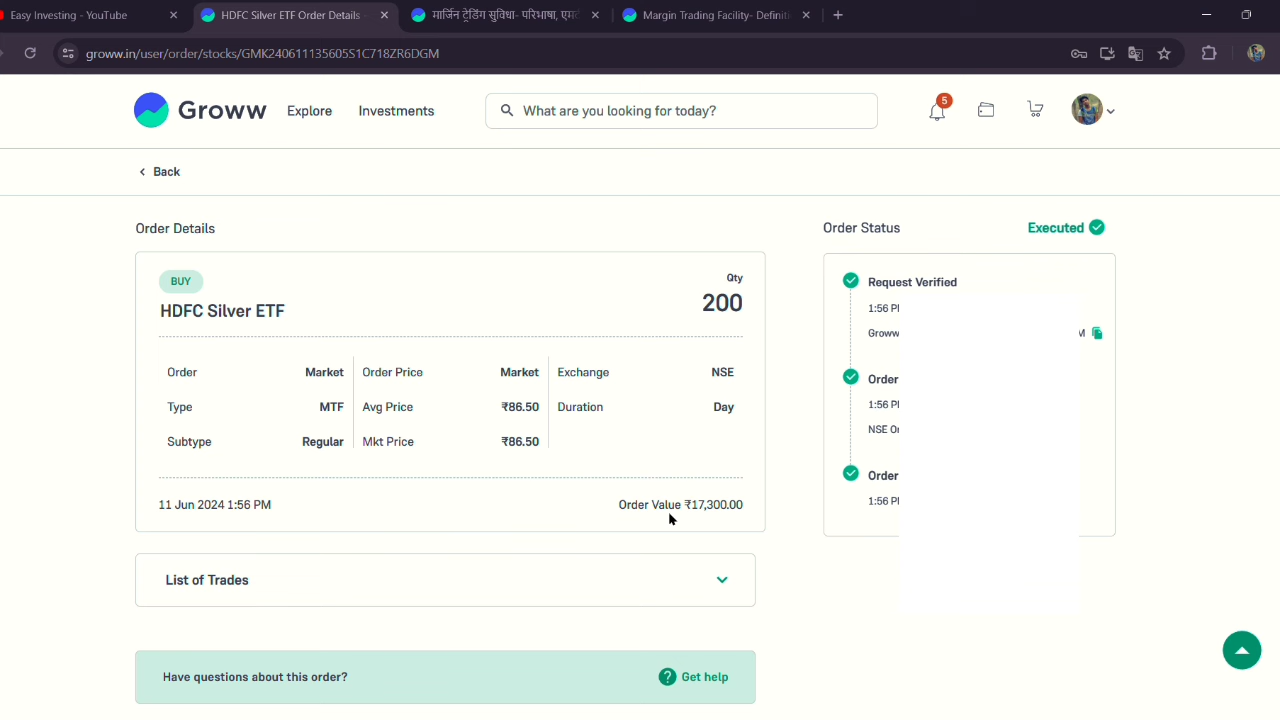 Easy Investing - YouTube
HDFC Silver ETF Order Details
मार्जिन ट्रेडिंग सुविधा- परिभाषा, एमट
Margin Trading Facility- Definiti
groww.in/user/order/stocks/GMK240611135605S1C718ZR6DGM
Groww
Explore
Investments
What are you looking for today?
5
Back
Order Details
BUY
HDFC Silver ETF
Qty
200
Order Market
Type MTF
Subtype Regular
Order Price Market
Avg Price ₹86.50
Mkt Price ₹86.50
Exchange NSE
Duration Day
11 Jun 2024 1:56 PM
Order Value ₹17,300.00
List of Trades
Have questions about this order?
? Get help
Order Status
Executed
Request Verified
1:56
Groww
M
Order
1:56
NSE
Order
1:56